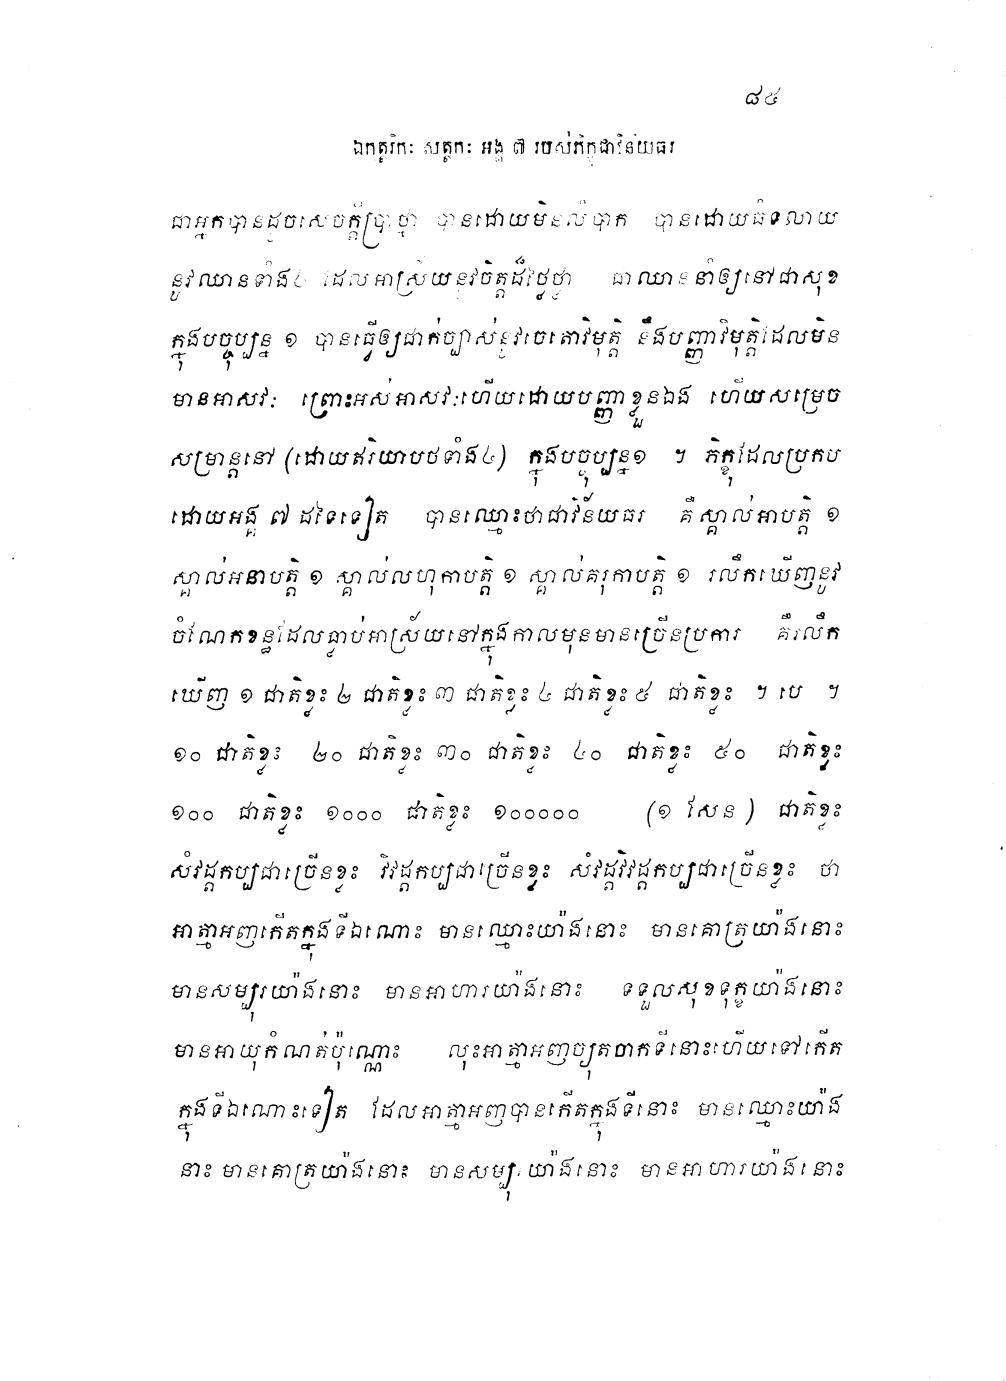 ៨៥
ឯកត្តរិកៈ សត្តកៈ អង្គ ៧ របស់ភិក្ខុជាវិន័យធរ
ជាអ្នកបានដូចសេចក្តីប្រាថ្នា បានដោយមិនលំបាក បានដោយធំទូលាយ
នូវឈានទាំង៤ ដែលអាស្រ័យនូវចិត្តដ៏ថ្លៃថ្លា ជាឈាននាំឲ្យនៅជាសុខ
ក្នុងបច្ចុប្បន្ន ១ បានធ្វើឲ្យជាក់ច្បាស់នូវចេតោវិមុត្តិ នឹងបញ្ញាវិមុត្តិដែលមិន
មានអាសវៈ ព្រោះអស់អាសវៈហើយដោយបញ្ញាខ្លួនឯង ហើយសម្រេច
សម្រាន្តនៅ (ដោយឥរិយាបថទាំង៤) ក្នុងបច្ចុប្បន្ន១ ។ ភិក្ខុដែលប្រកប
ដោយអង្គ ៧ ដទៃទៀត បានឈ្មោះថាជាវិន័យធរ គឺស្គាល់អាបត្តិ ១
ស្គាល់អនាបត្តិ ១ ស្គាល់លហុកាបត្តិ ១ ស្គាល់គរុកាបត្តិ ១ រលឹកឃើញនូវ
ចំណែកខន្ធដែលធ្លាប់អាស្រ័យនៅក្នុងកាលមុនមានច្រើនប្រការ គឺរលឹក
ឃើញ ១ ជាតិខ្លះ ២ ជាតិខ្លះ ៣ ជាតិខ្លះ ៤ ជាតិខ្លះ ៥ ជាតិខ្លះ ។ បេ ។
១០ ជាតិខ្លះ ២០ ជាតិខ្លះ ៣០ ជាតិខ្លះ ៤០ ជាតិខ្លះ ៥០ ជាតិខ្លះ
១០០ ជាតិខ្លះ ១០០០ ជាតិខ្លះ ១០០០០០ (១ សែន) ជាតិខ្លះ
សំវដ្តកប្បជាច្រើនខ្លះ វិវដ្តកប្បជាច្រើនខ្លះ សំវដ្តវិវដ្តកប្បជាច្រើនខ្លះ ថា
អាត្មាអញកើតក្នុងទីឯណោះ មានឈ្មោះយ៉ាងនោះ មានគោត្រយ៉ាងនោះ
មានសម្បុរយ៉ាងនោះ មានអាហារយ៉ាងនោះ ទទួលសុខទុក្ខយ៉ាងនោះ
មានអាយុកំណត់ប៉ុណ្ណោះ លុះអាត្មាអញច្យុតចាកទីនោះហើយទៅកើត
ក្នុងទីឯណោះទៀត ដែលអាត្មាអញបានកើតក្នុងទីនោះ មានឈ្មោះយ៉ាង
នោះ មានគោត្រយ៉ាងនោះ មានសម្បុរយ៉ាងនោះ មានអាហារយ៉ាងនោះ